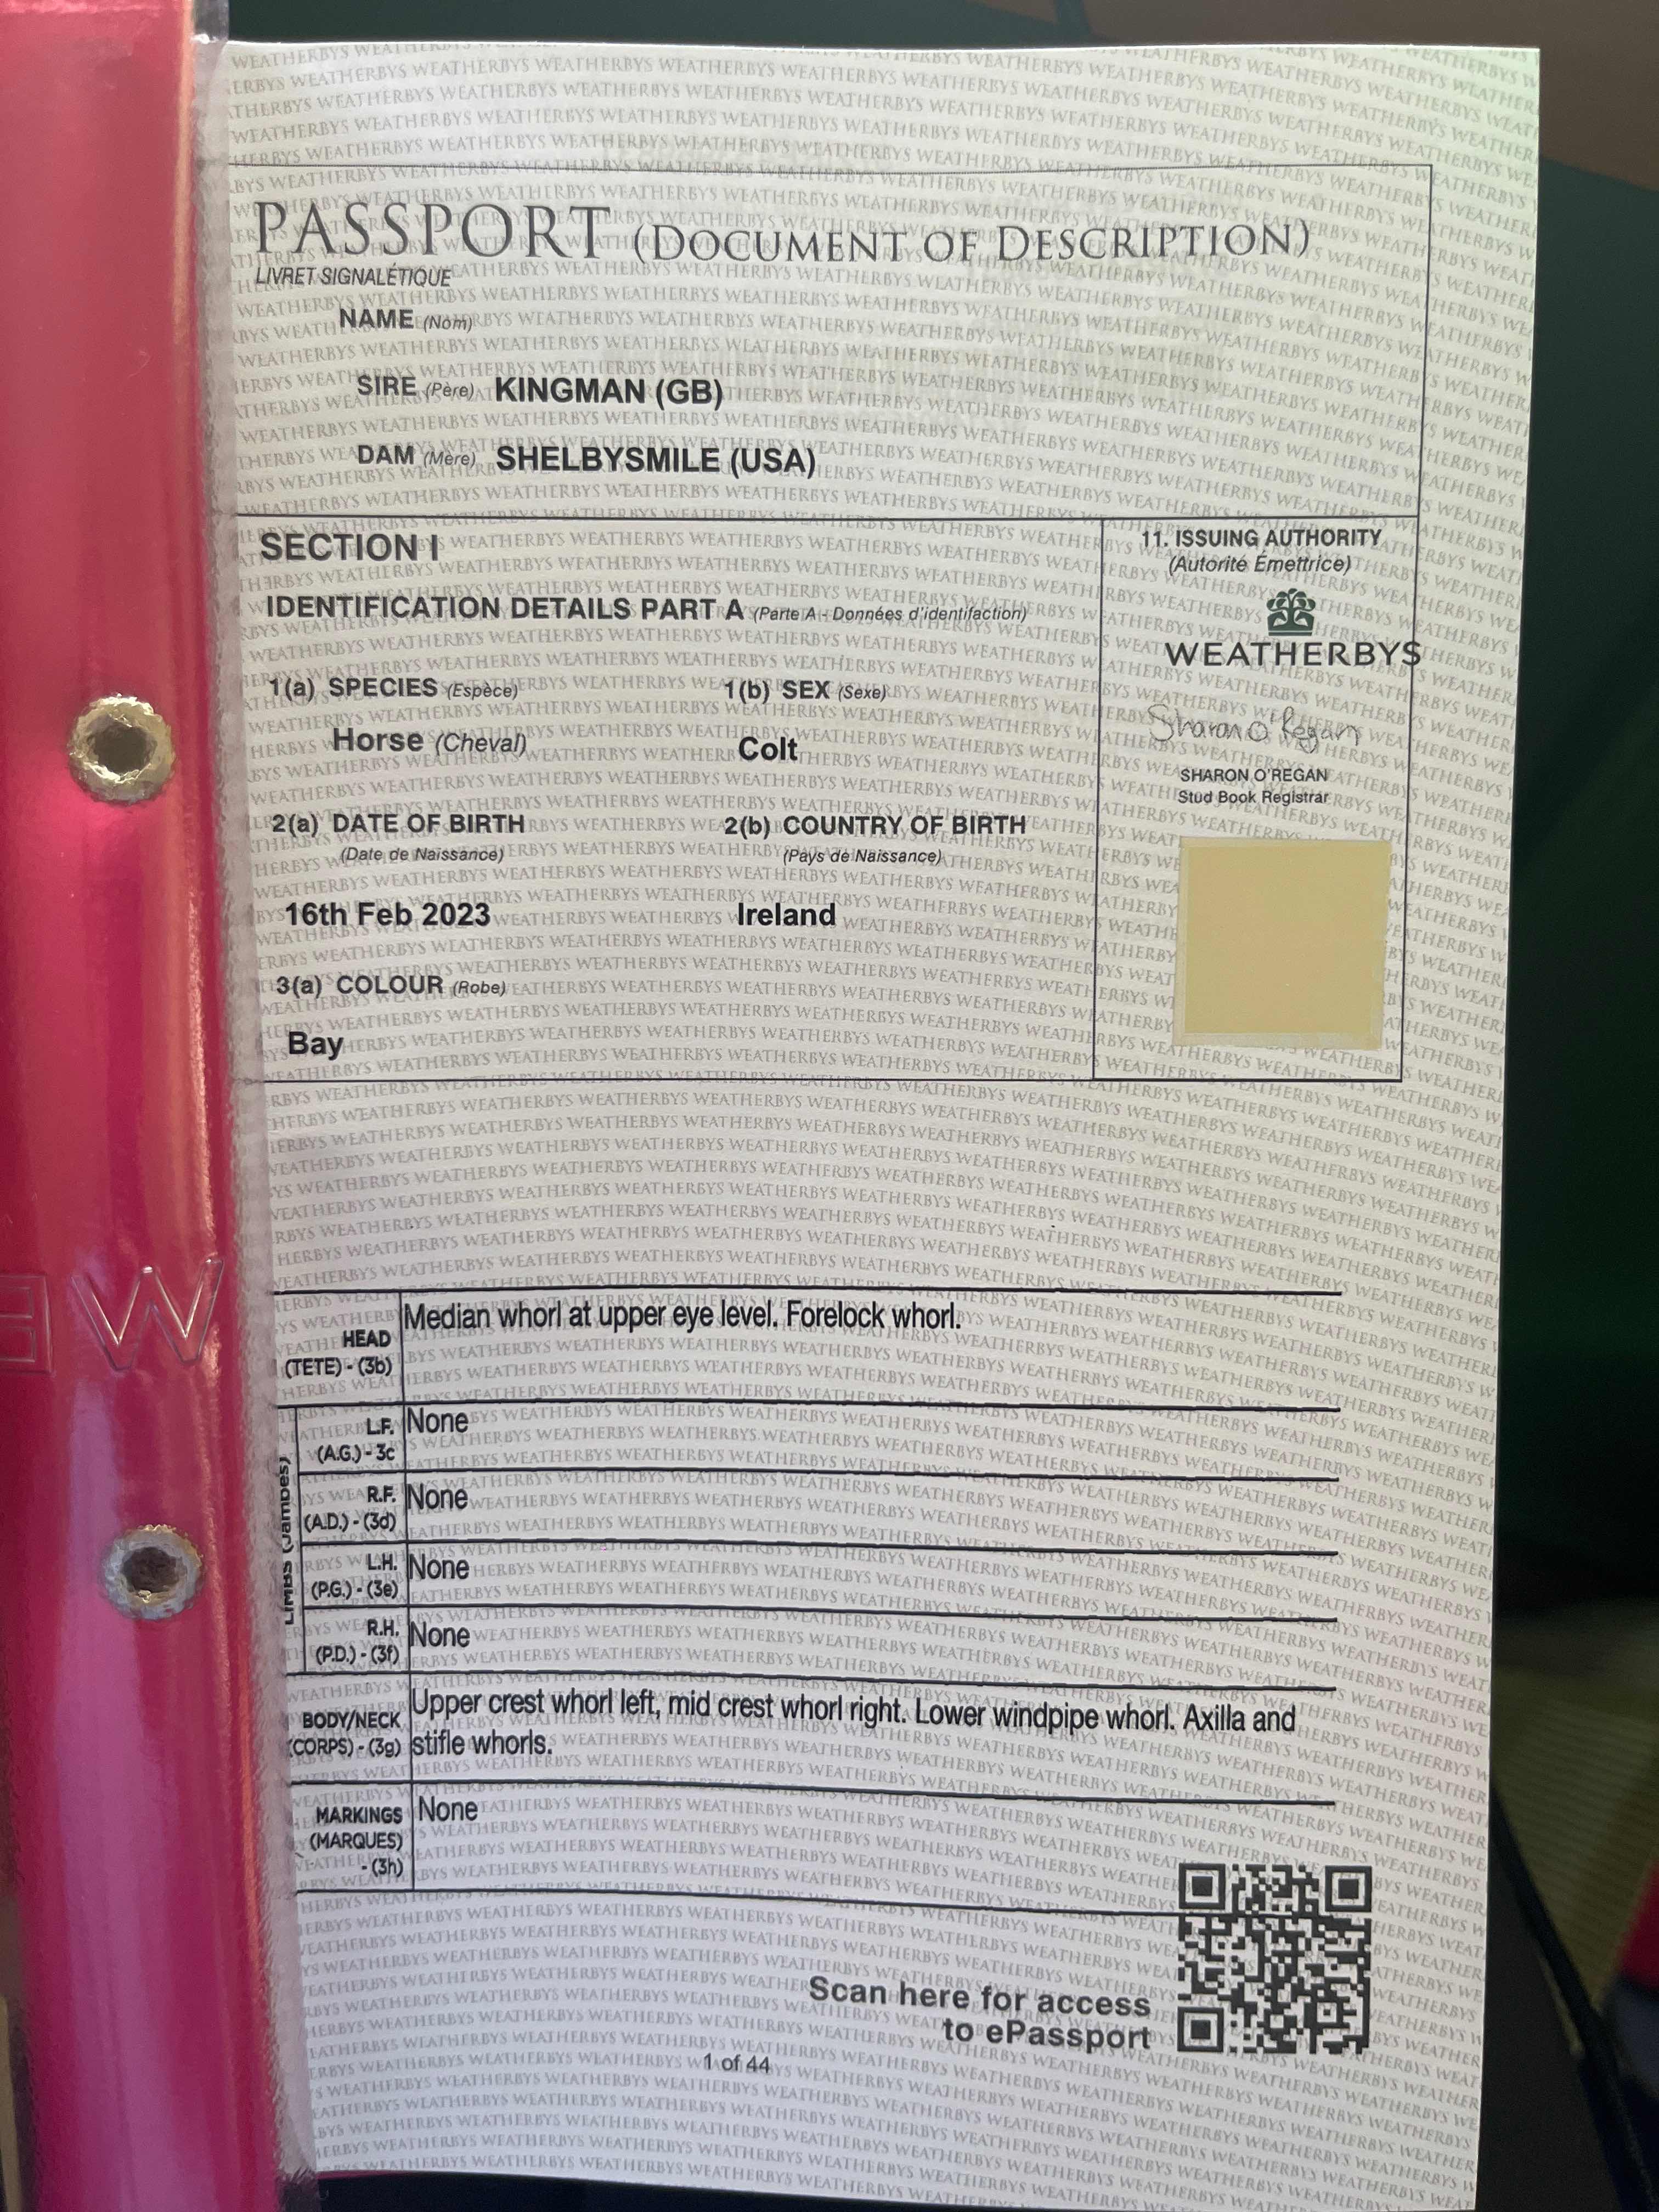 PASSPORT (DOCUMENT OF DESCRIPTION)
LIVRET SIGNALÉTIQUE
NAME (Nom)
SIRE (Père) KINGMAN (GB)
DAM (Mère) SHELBYSMILE (USA)
SECTION I
IDENTIFICATION DETAILS PART A (Parte A - Données d'identifaction)
1(a) SPECIES (Espèce)
1(b) SEX (Sexe)
Horse (Cheval)
Colt
2(a) DATE OF BIRTH
(Date de Naissance)
2(b) COUNTRY OF BIRTH
(Pays de Naissance)
16th Feb 2023
Ireland
3(a) COLOUR (Robe)
Bay
11. ISSUING AUTHORITY
(Autorité Émettrice)
WEATHERBYS
Sharon O'Regan
SHARON O'REGAN
Stud Book Registrar
HEAD
(TETE) - (3b)
Median whorl at upper eye level. Forelock whorl.
LIMBS (Jambes)
L.F.
(A.G.) - 3c
None
R.F.
(A.D.) - (3d)
None
L.H.
(P.G.) - (3e)
None
R.H.
(P.D.) - (3f)
None
BODY/NECK
(CORPS) - (3g)
Upper crest whorl left, mid crest whorl right. Lower windpipe whorl. Axilla and
stifle whorls.
MARKINGS
(MARQUES)
- (3h)
None
Scan here for access
to ePassport
1 of 44
W